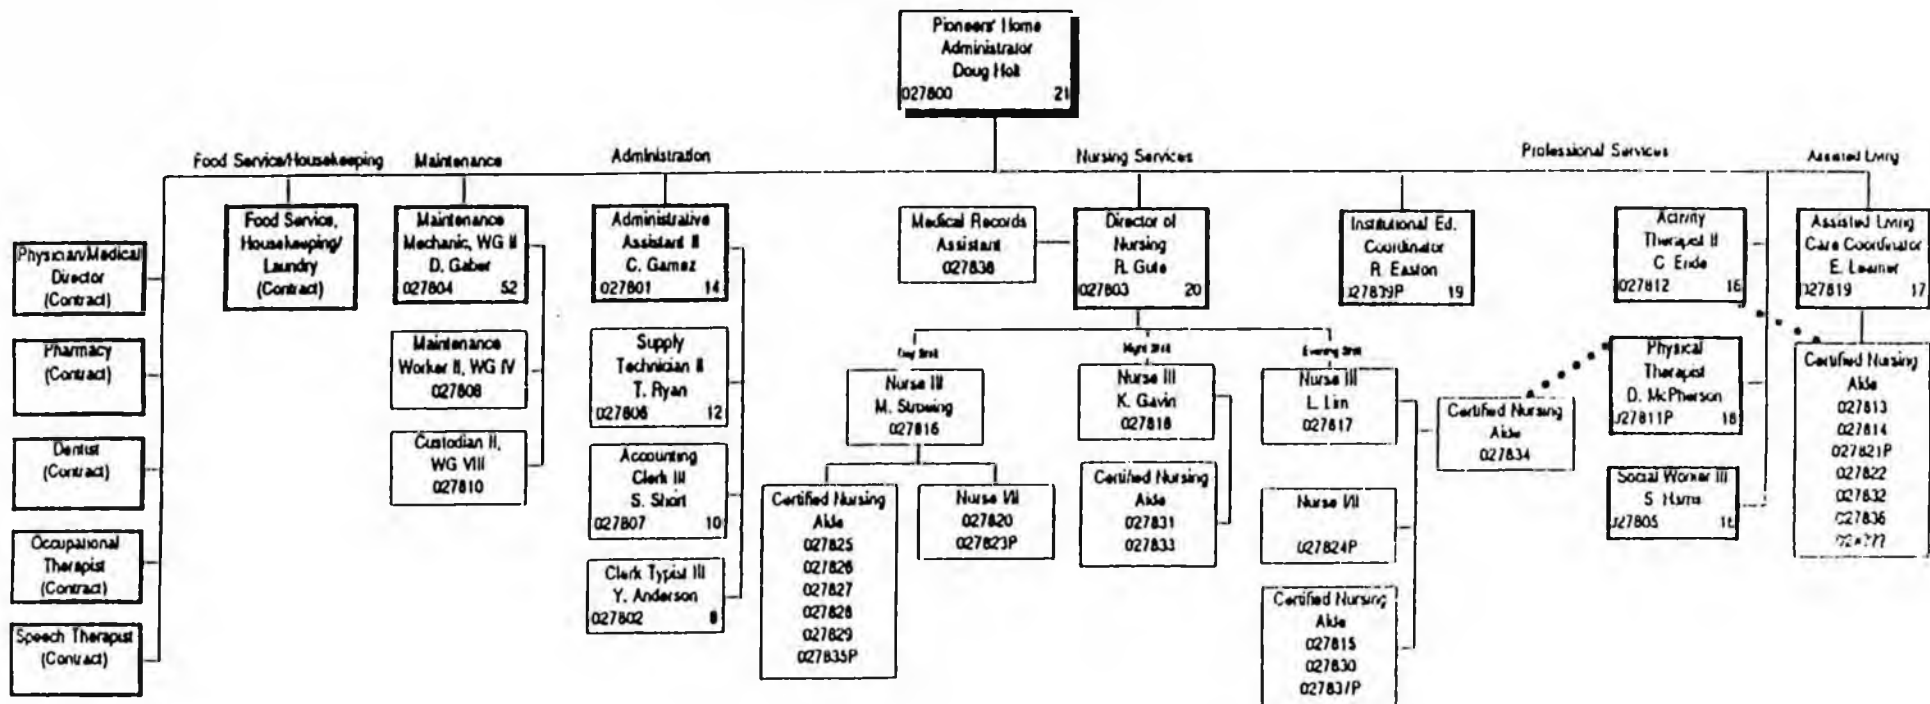 Pioneers' Home
Administrator
Doug Holt
027800 21
Food Service/Housekeeping
Maintenance
Administration
Nursing Services
Professional Services
Assisted Living
Physician/Medical
Director
(Contract)
Pharmacy
(Contract)
Dentist
(Contract)
Occupational
Therapist
(Contract)
Speech Therapist
(Contract)
Food Service,
Housekeeping/
Laundry
(Contract)
Maintenance
Mechanic, WG II
D. Gaber
027804 52
Maintenance
Worker II, WG IV
027808
Custodian II,
WG VIII
027810
Administrative
Assistant II
C. Gamez
027801 14
Supply
Technician II
T. Ryan
027806 12
Accounting
Clerk III
S. Short
027807 10
Clerk Typist III
Y. Anderson
027802 8
Medical Records
Assistant
027838
Director of
Nursing
R. Gute
027803 20
Day Shift
Nurse III
M. Strowing
027816
Certified Nursing
Aide
027825
027826
027827
027828
027829
027835P
Nurse I/II
027820
027823P
Night Shift
Nurse III
K. Gavin
027818
Certified Nursing
Aide
027831
027833
Evening Shift
Nurse III
L. Lin
027817
Nurse I/II
027824P
Certified Nursing
Aide
027815
027830
027837P
Certified Nursing
Aide
027834
Institutional Ed.
Coordinator
R. Easton
027839P 19
Activity
Therapist II
C. Ende
027812 16
Physical
Therapist
D. McPherson
027811P 18
Social Worker III
S. Harris
027805
Assisted Living
Care Coordinator
E. Learner
027819 17
Certified Nursing
Aide
027813
027814
027821P
027822
027832
027836